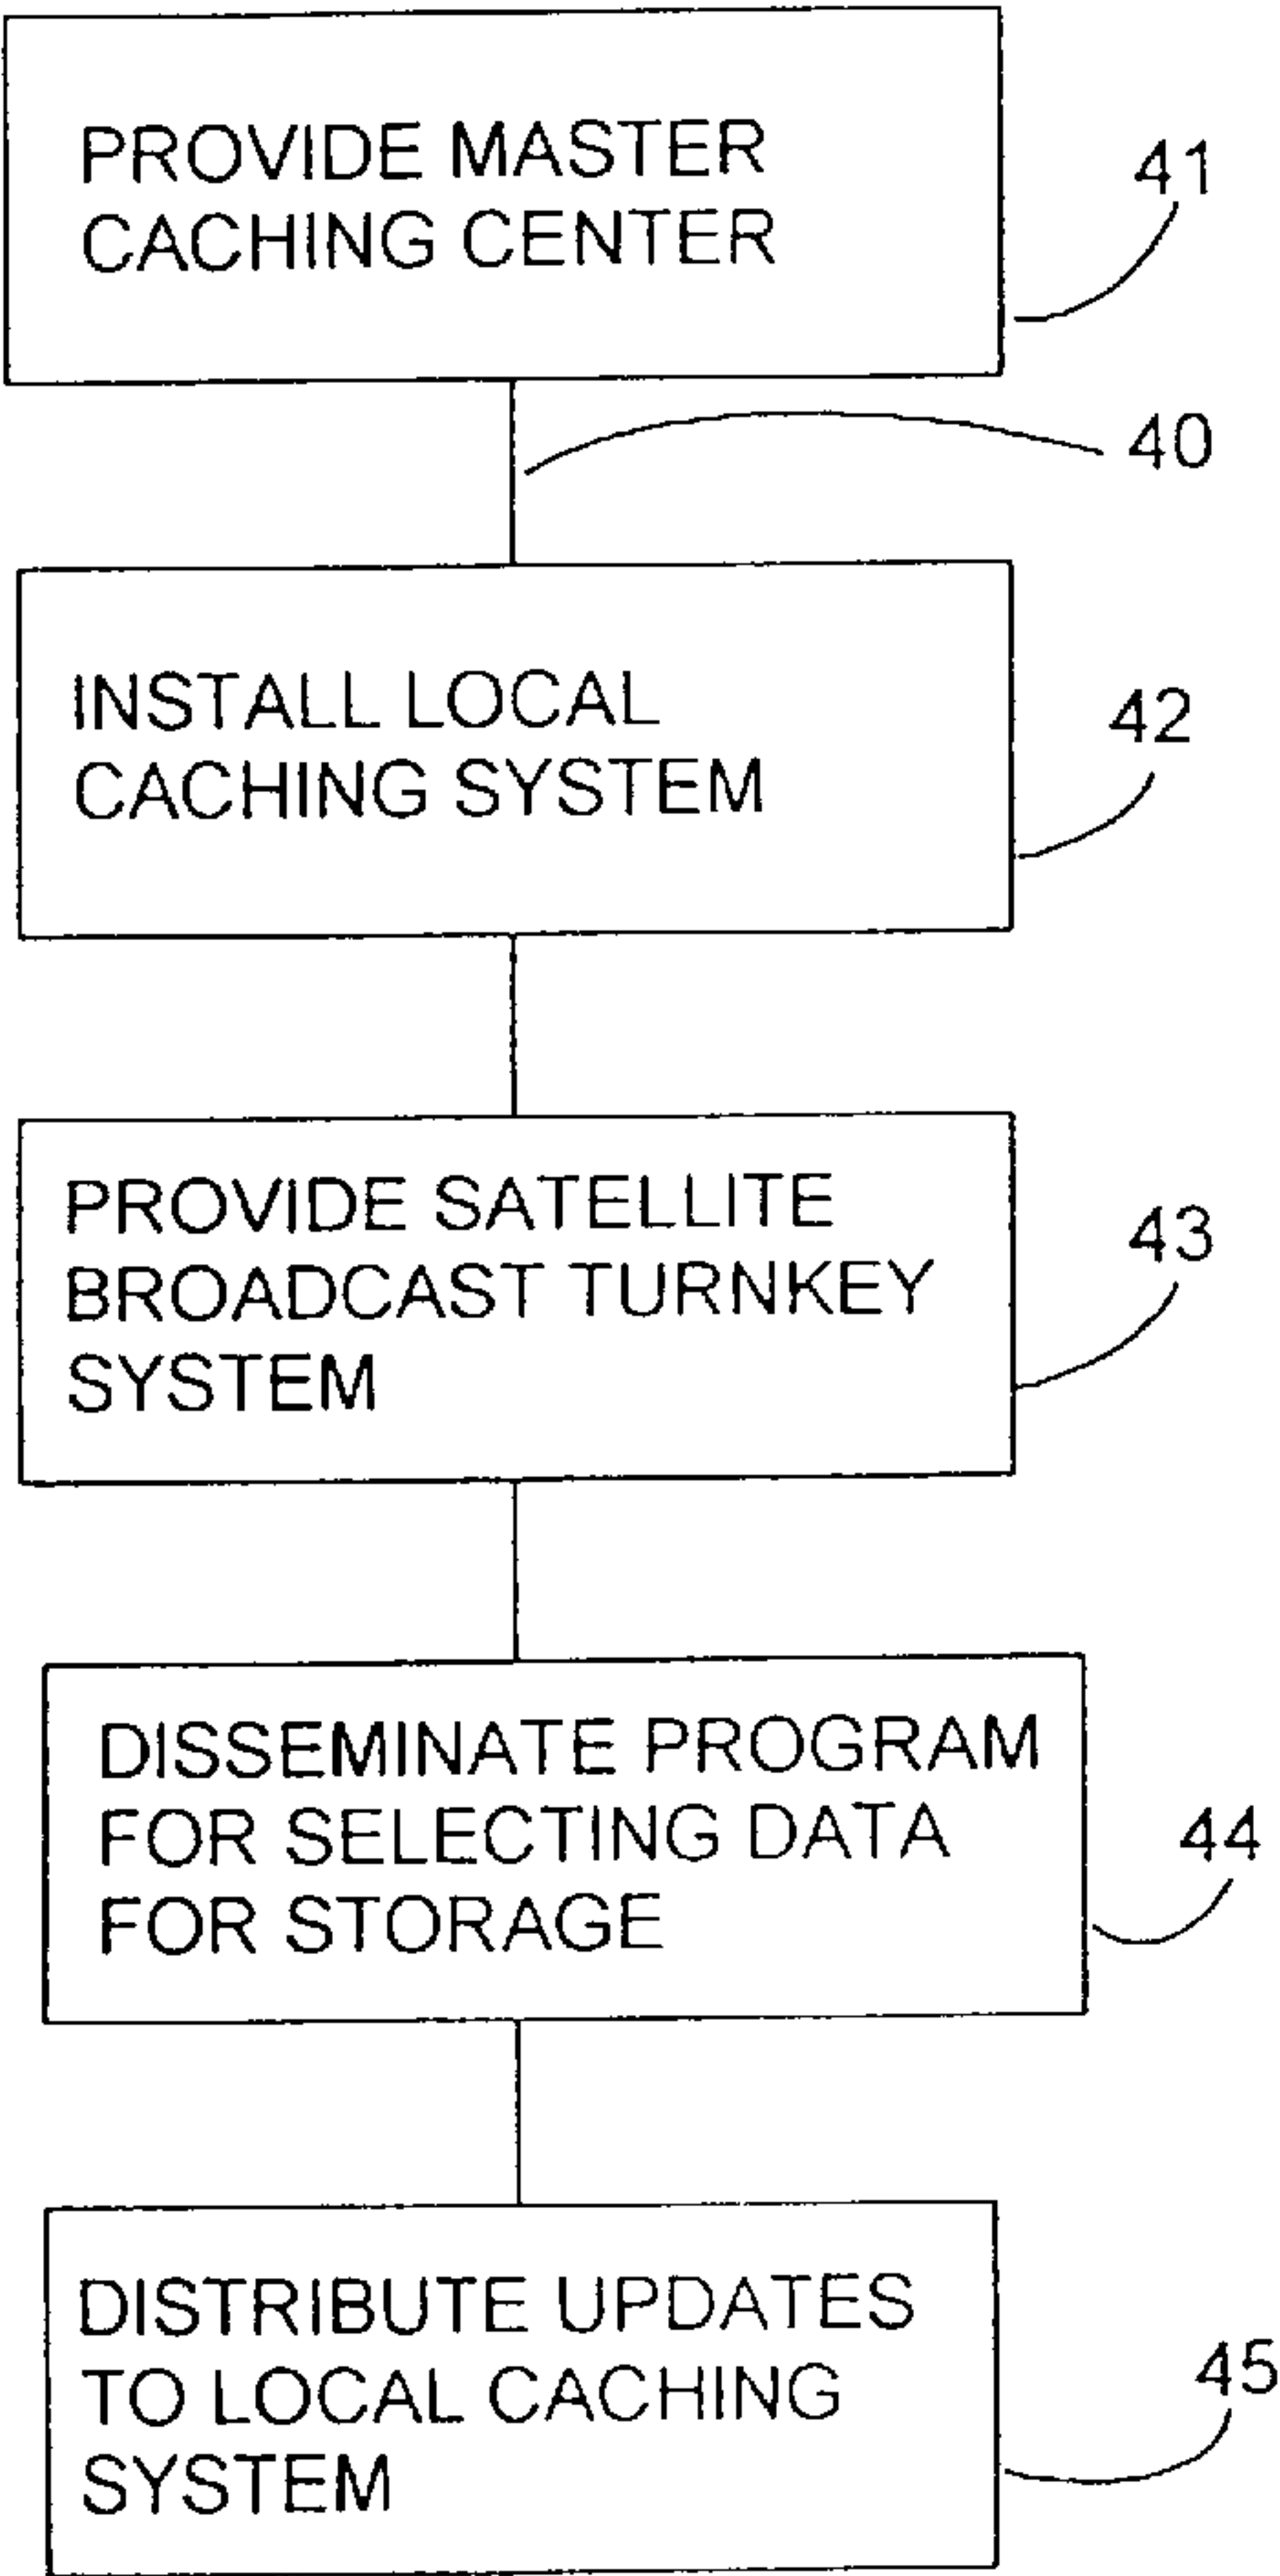 PROVIDE MASTER
CACHING CENTER
41
40
INSTALL LOCAL
CACHING SYSTEM
42
PROVIDE SATELLITE
BROADCAST TURNKEY
SYSTEM
43
DISSEMINATE PROGRAM
FOR SELECTING DATA
FOR STORAGE
44
DISTRIBUTE UPDATES
TO LOCAL CACHING
SYSTEM
45